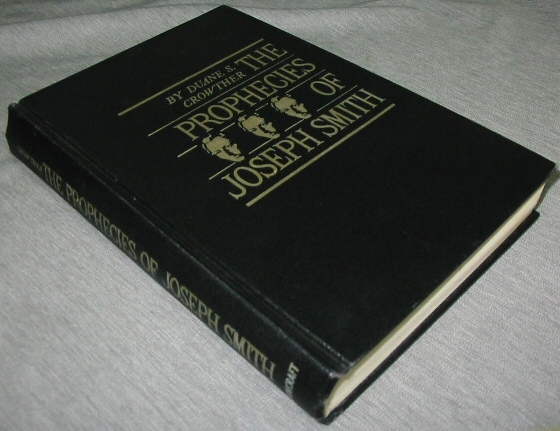 BY DUANE S.
CROWTHER
THE
PROPHECIES
OF
JOSEPH SMITH
THE PROPHECIES OF JOSEPH SMITH